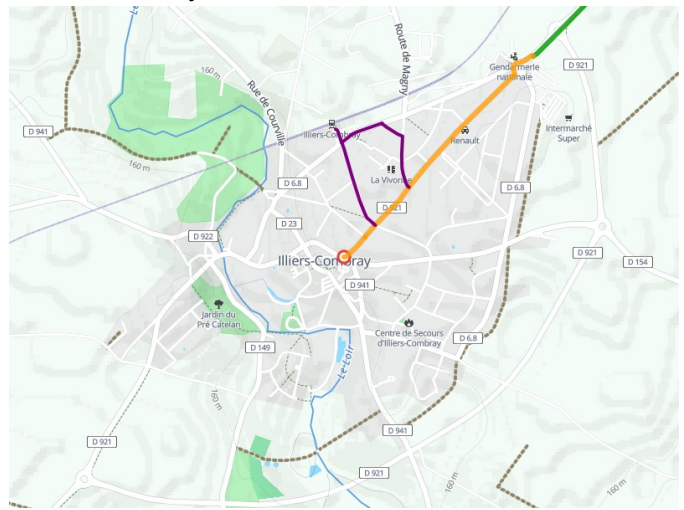 Le
D 921
Gendarmerie
nationale
160 m
Route de Magny
Rue de Courville
D 941
Illiers-Combray
Renault
Intermarché
Super
160 m
La Vivonne
D 6.8
D 6.8
D 921
D 23
D 922
Illiers-Combray
D 921
D 154
D 941
Jardin du
Pré Catelan
Centre de Secours
d'Illiers-Combray
D 6.8
D 149
Le Loir
160 m
D 941
D 921
D 921
160 m
160 m